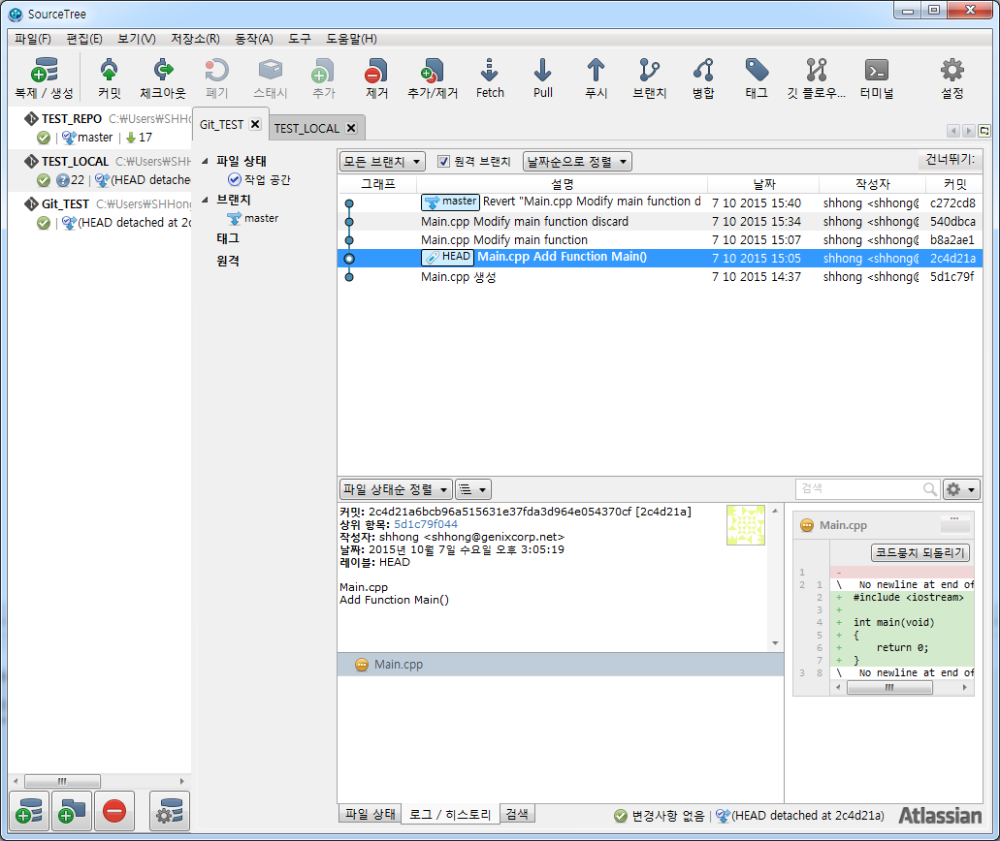 SourceTree
파일(F) 편집(E) 보기(V) 저장소(R) 동작(A) 도구 도움말(H)
복제 / 생성 커밋 체크아웃 폐기 스태시 추가 제거 추가/제거 Fetch Pull 푸시 브랜치 병합 태그 깃 플로우... 터미널 설정
TEST_REPO C:₩Users₩SHHo
master 17
TEST_LOCAL C:₩Users₩SHH
22 (HEAD detache
Git_TEST C:₩Users₩SHHong
(HEAD detached at 2c
Git_TEST TEST_LOCAL
파일 상태
작업 공간
브랜치
master
태그
원격
모든 브랜치 원격 브랜치 날짜순으로 정렬 건너뛰기:
그래프 설명 날짜 작성자 커밋
master Revert "Main.cpp Modify main function d 7 10 2015 15:40 shhong <shhong@ c272cd8
Main.cpp Modify main function discard 7 10 2015 15:34 shhong <shhong@ 540dbca
Main.cpp Modify main function 7 10 2015 15:07 shhong <shhong@ b8a2ae1
HEAD Main.cpp Add Function Main() 7 10 2015 15:05 shhong <shhong@ 2c4d21a
Main.cpp 생성 7 10 2015 14:37 shhong <shhong@ 5d1c79f
파일 상태순 정렬 검색
커밋: 2c4d21a6bcb96a515631e37fda3d964e054370cf [2c4d21a]
상위 항목: 5d1c79f044
작성자: shhong <shhong@genixcorp.net>
날짜: 2015년 10월 7일 수요일 오후 3:05:19
레이블: HEAD
Main.cpp
Add Function Main()
Main.cpp
Main.cpp
코드뭉치 되돌리기
1 -
2 1 \ No newline at end of
2 + #include <iostream>
3 +
4 + int main(void)
5 + {
6 + return 0;
7 + }
3 8 \ No newline at end of
파일 상태 로그 / 히스토리 검색
변경사항 없음 (HEAD detached at 2c4d21a) Atlassian